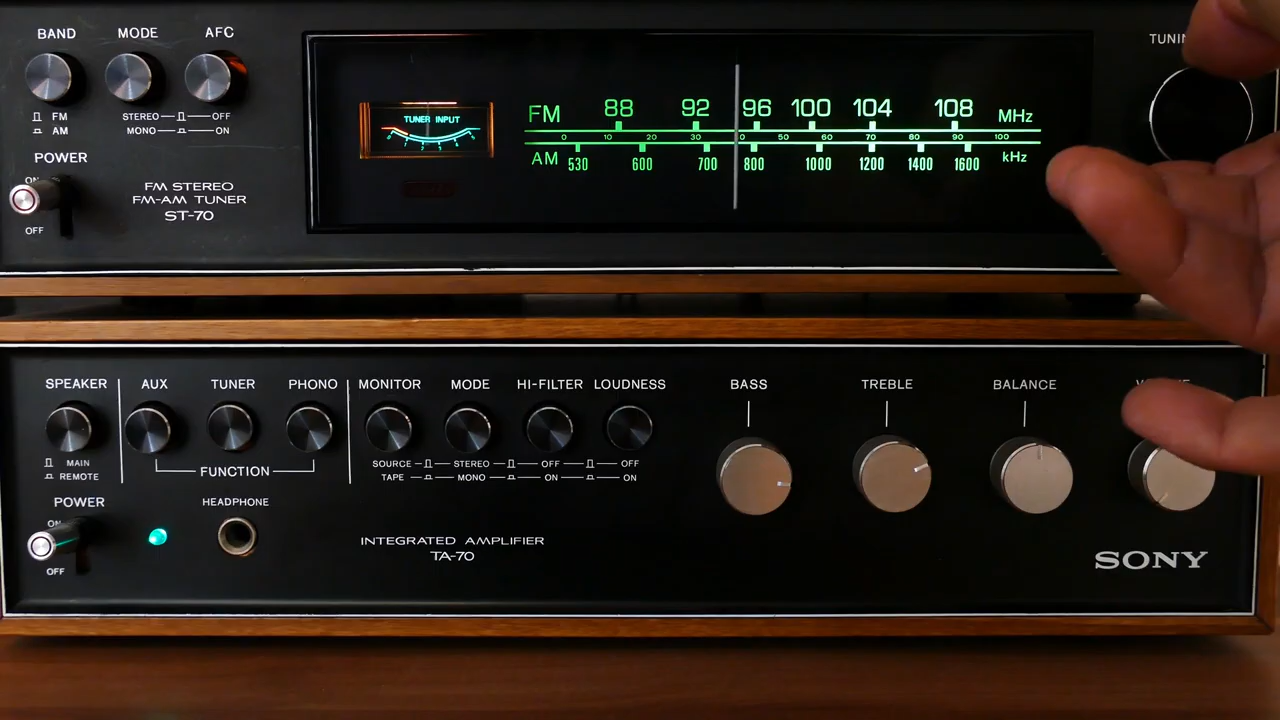 BAND MODE AFC
FM STEREO OFF
AM MONO ON
POWER
ON
OFF
FM STEREO
FM-AM TUNER
ST-70
TUNER INPUT
FM 88 92 96 100 104 108 MHz
0 10 20 30 0 50 60 70 80 90 100
AM 530 600 700 800 1000 1200 1400 1600 kHz
SPEAKER AUX TUNER PHONO MONITOR MODE HI-FILTER LOUDNESS BASS TREBLE BALANCE
MAIN
REMOTE
FUNCTION
SOURCE STEREO OFF OFF
TAPE MONO ON ON
POWER
ON
OFF
HEADPHONE
INTEGRATED AMPLIFIER
TA-70
SONY